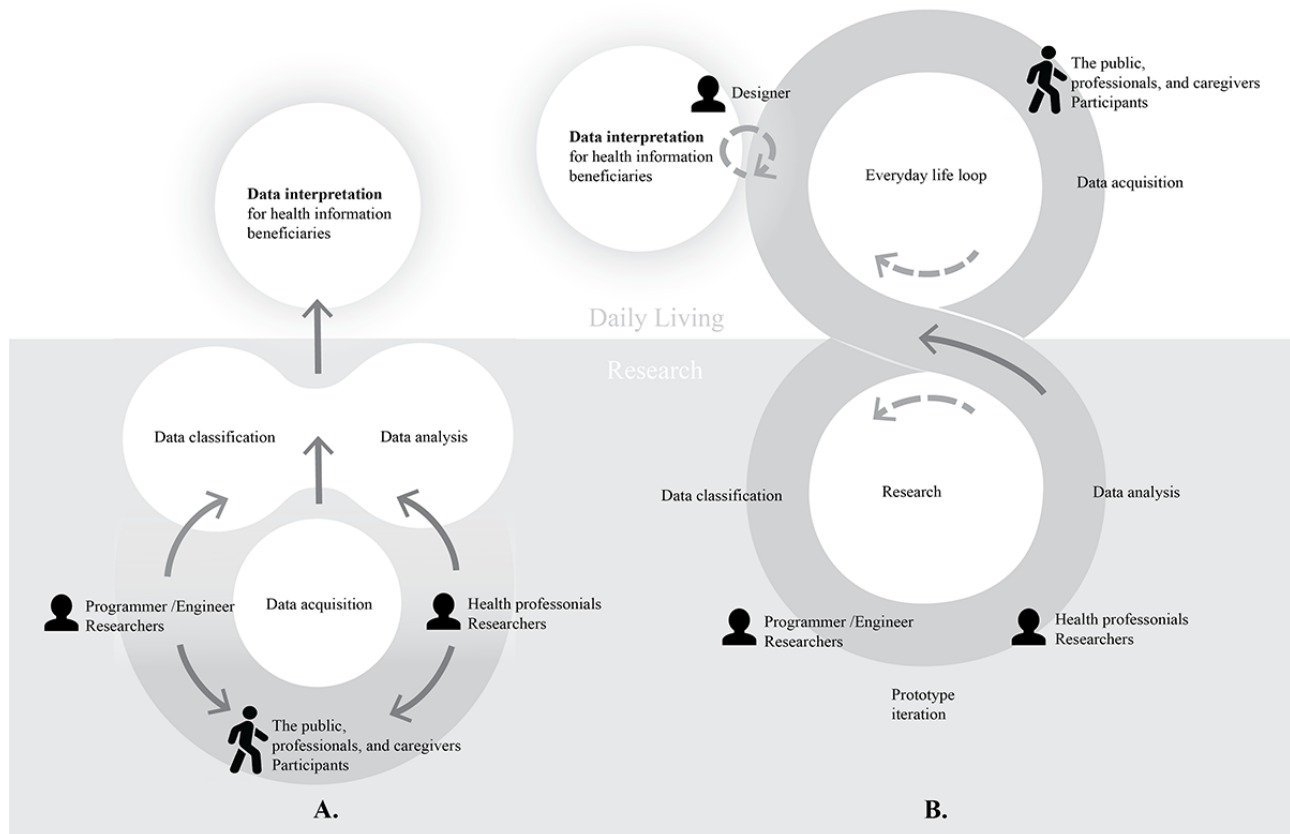 Data interpretation
for health information
beneficiaries
Data classification
Data analysis
Programmer /Engineer
Researchers
Data acquisition
Health professonials
Researchers
The public,
professionals, and caregivers
Participants
A.
Daily Living
Research
Designer
Data interpretation
for health information
beneficiaries
The public,
professionals, and caregivers
Participants
Everyday life loop
Data acquisition
Data classification
Research
Data analysis
Programmer /Engineer
Researchers
Health professonials
Researchers
Prototype
iteration
B.